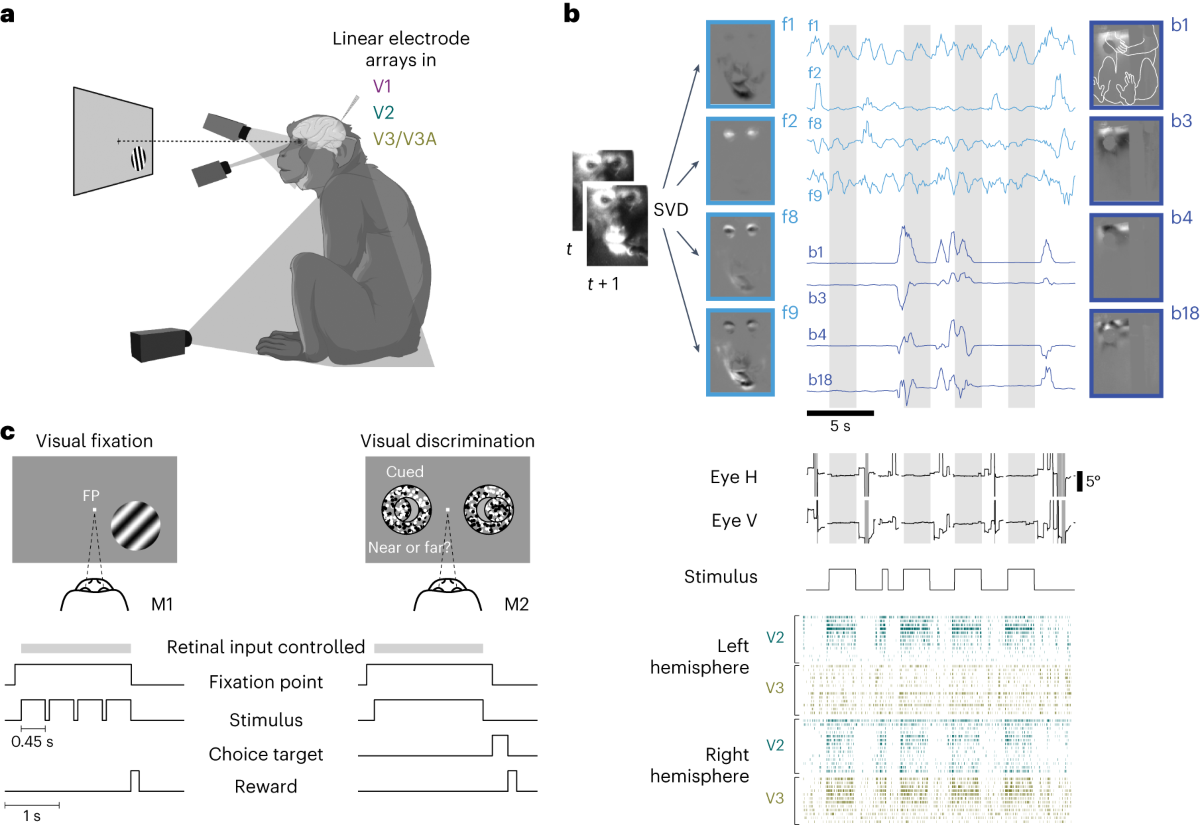 a
Linear electrode
arrays in
V1
V2
V3/V3A
b
t
t + 1
SVD
f1
f2
f8
f9
f1
f2
f8
f9
b1
b3
b4
b18
b1
b3
b4
b18
5 s
Eye H
5°
Eye V
Stimulus
Left
hemisphere
V2
V3
Right
hemisphere
V2
V3
c
Visual fixation
FP
M1
Visual discrimination
Cued
Near or far?
M2
Retinal input controlled
Fixation point
Stimulus
0.45 s
Choice target
Reward
1 s